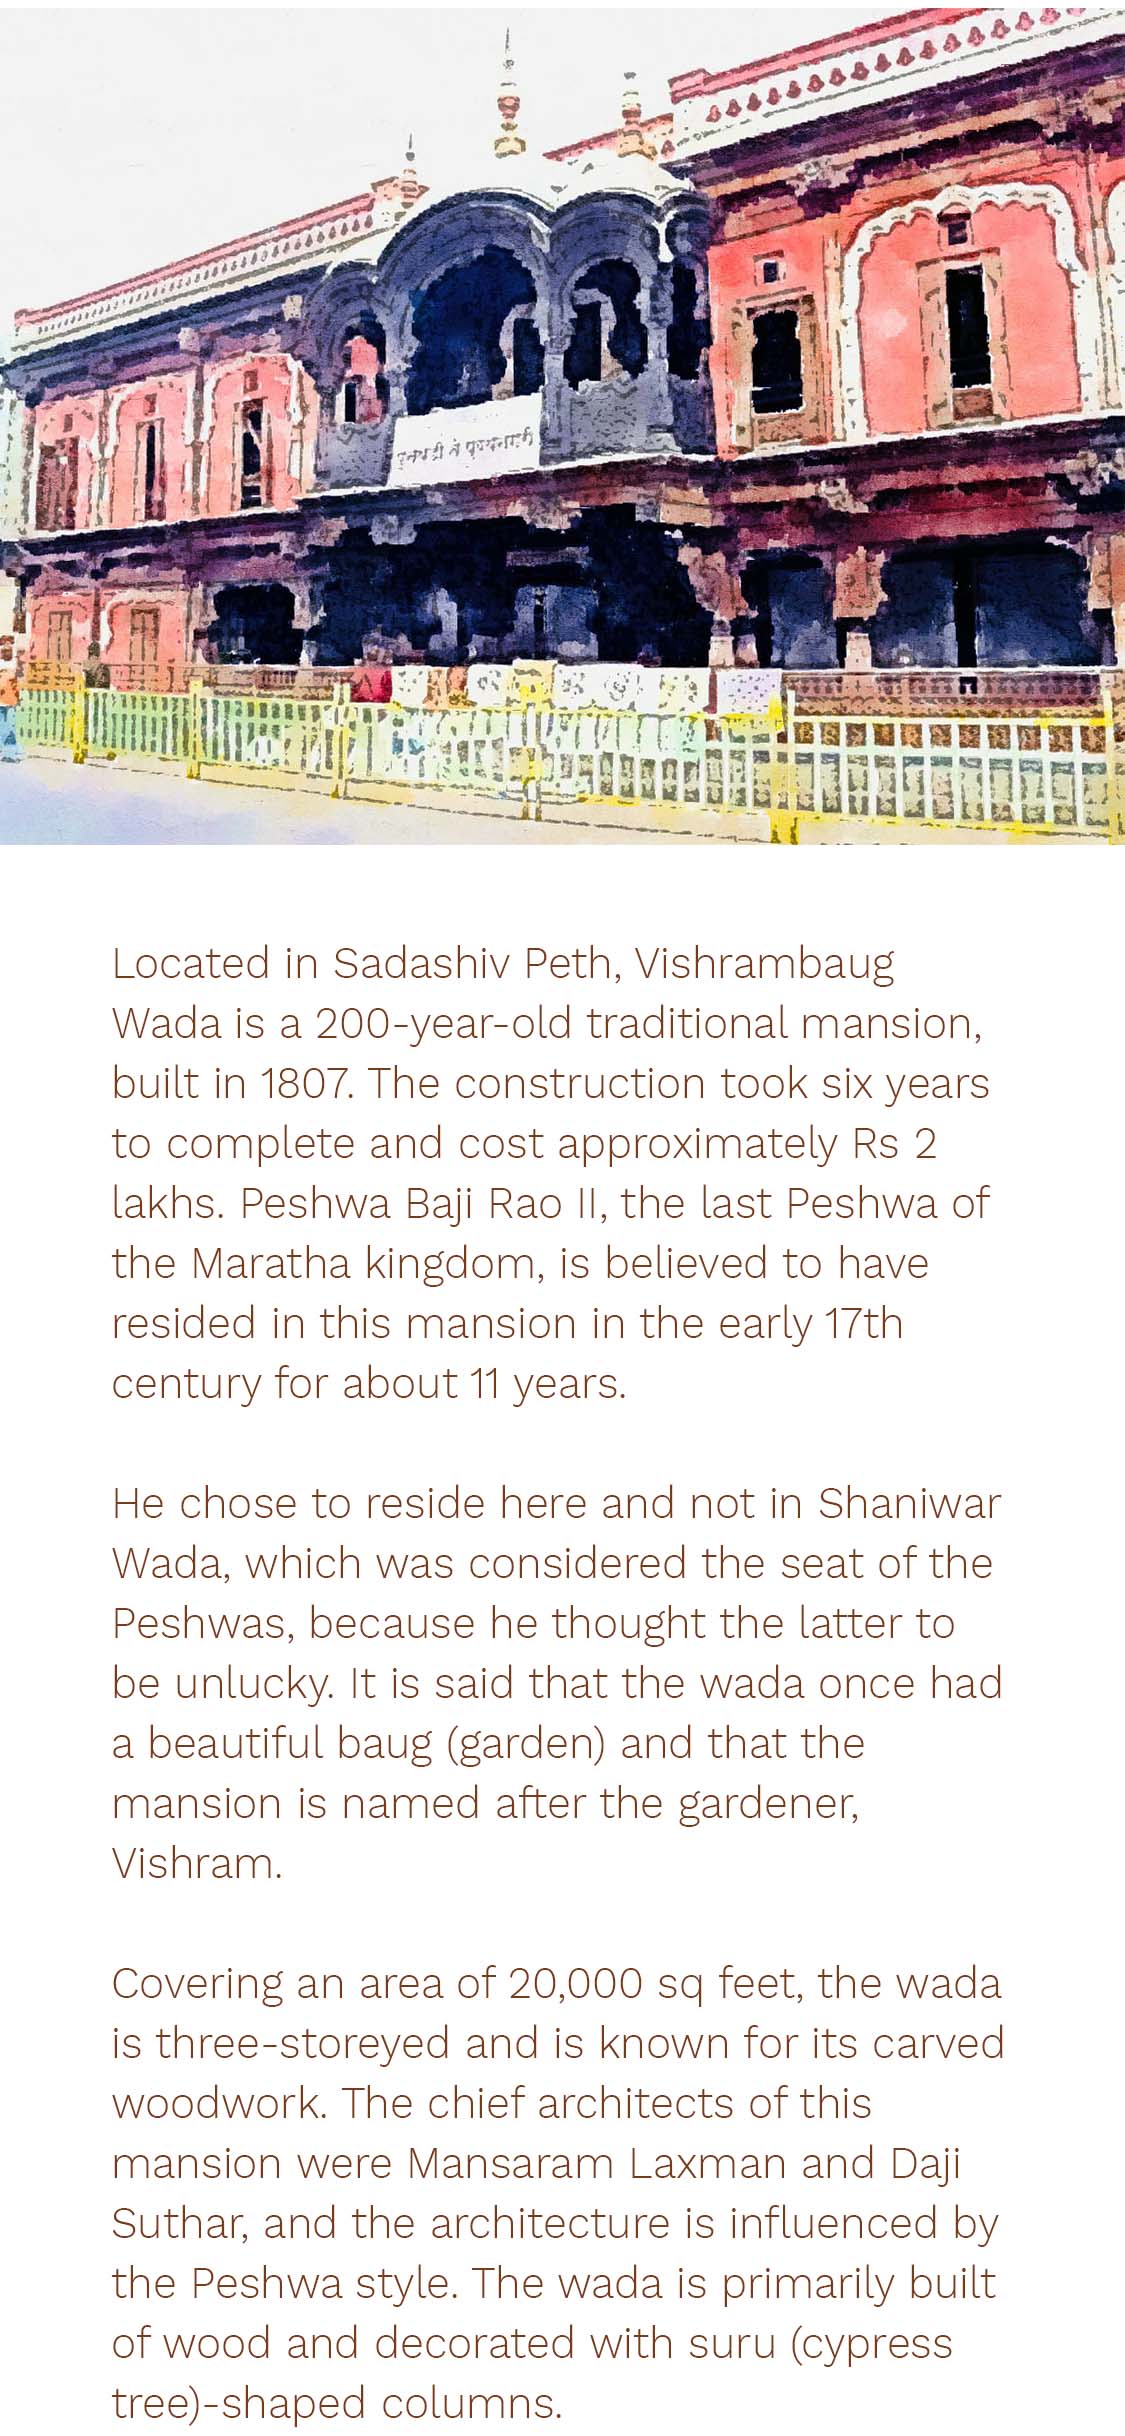 Located in Sadashiv Peth, Vishrambaug
Wada is a 200-year-old traditional mansion,
built in 1807. The construction took six years
to complete and cost approximately Rs 2
lakhs. Peshwa Baji Rao II, the last Peshwa of
the Maratha kingdom, is believed to have
resided in this mansion in the early 17th
century for about 11 years.
He chose to reside here and not in Shaniwar
Wada, which was considered the seat of the
Peshwas, because he thought the latter to
be unlucky. It is said that the wada once had
a beautiful baug (garden) and that the
mansion is named after the gardener,
Vishram.
Covering an area of 20,000 sq feet, the wada
is three-storeyed and is known for its carved
woodwork. The chief architects of this
mansion were Mansaram Laxman and Daji
Suthar, and the architecture is influenced by
the Peshwa style. The wada is primarily built
of wood and decorated with suru (cypress
tree)-shaped columns.